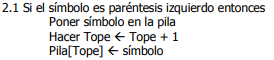 2.1 Si el símbolo es paréntesis izquierdo entonces
Poner símbolo en la pila
Hacer Tope ← Tope + 1
Pila[Tope] ← símbolo